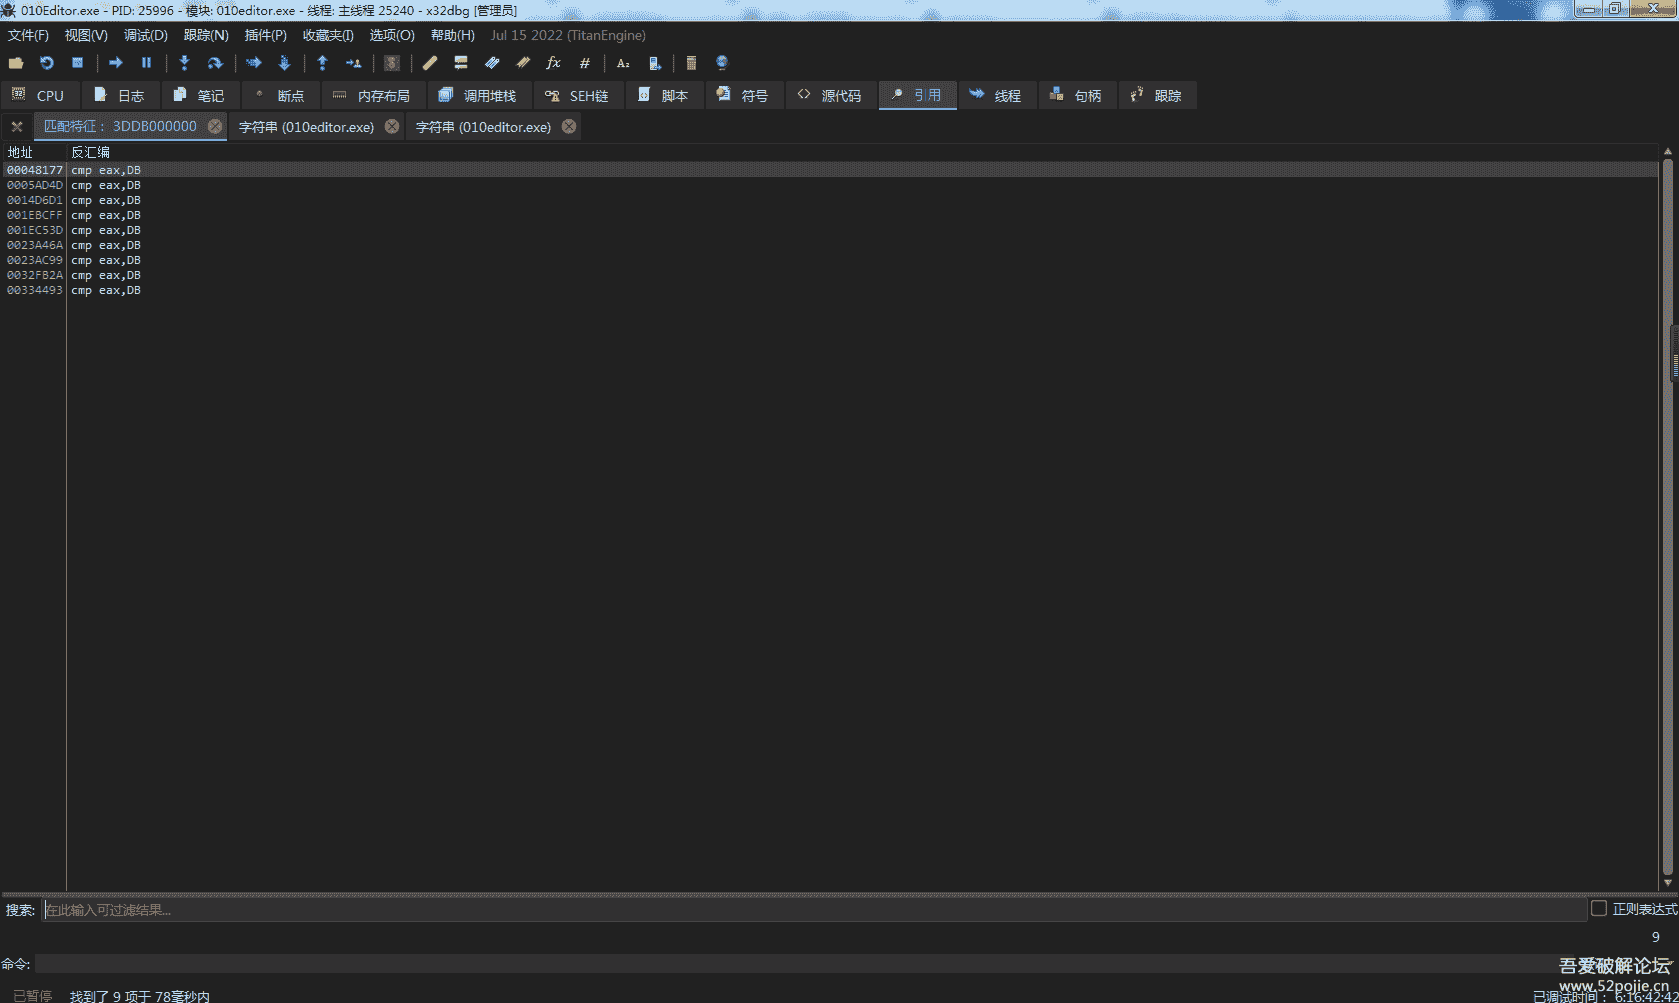 010Editor.exe - PID: 25996 - 模块: 010editor.exe - 线程: 主线程 25240 - x32dbg [管理员]
文件(F) 视图(V) 调试(D) 跟踪(N) 插件(P) 收藏夹(I) 选项(O) 帮助(H) Jul 15 2022 (TitanEngine)
CPU 日志 笔记 断点 内存布局 调用堆栈 SEH链 脚本 符号 源代码 引用 线程 句柄 跟踪
匹配特征： 3DDB000000 字符串 (010editor.exe) 字符串 (010editor.exe)
地址 反汇编
00048177 cmp eax,DB
0005AD4D cmp eax,DB
0014D6D1 cmp eax,DB
001EBCFF cmp eax,DB
001EC53D cmp eax,DB
0023A46A cmp eax,DB
0023AC99 cmp eax,DB
0032FB2A cmp eax,DB
00334493 cmp eax,DB
搜索: 在此输入可过滤结果... 正则表达式
9
命令:
吾爱破解论坛
www.52pojie.cn
已暂停 找到了 9 项于 78毫秒内 已调试时间： 6:16:42:42